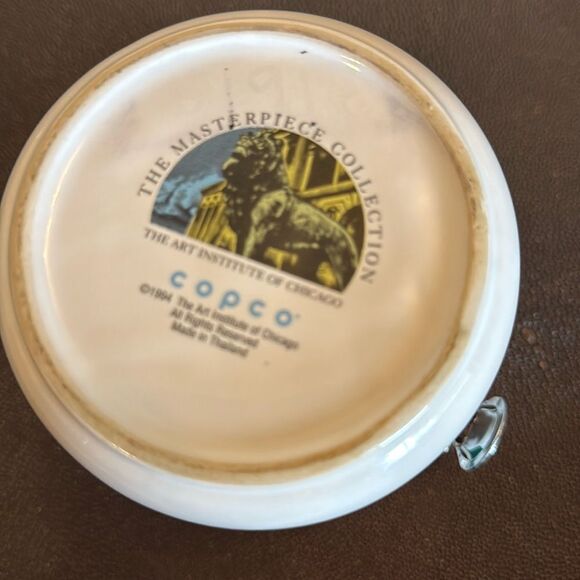 THE MASTERPIECE COLLECTION
THE ART INSTITUTE OF CHICAGO
copco®
©1994 The Art Institute of Chicago
All Rights Reserved
Made in Thailand